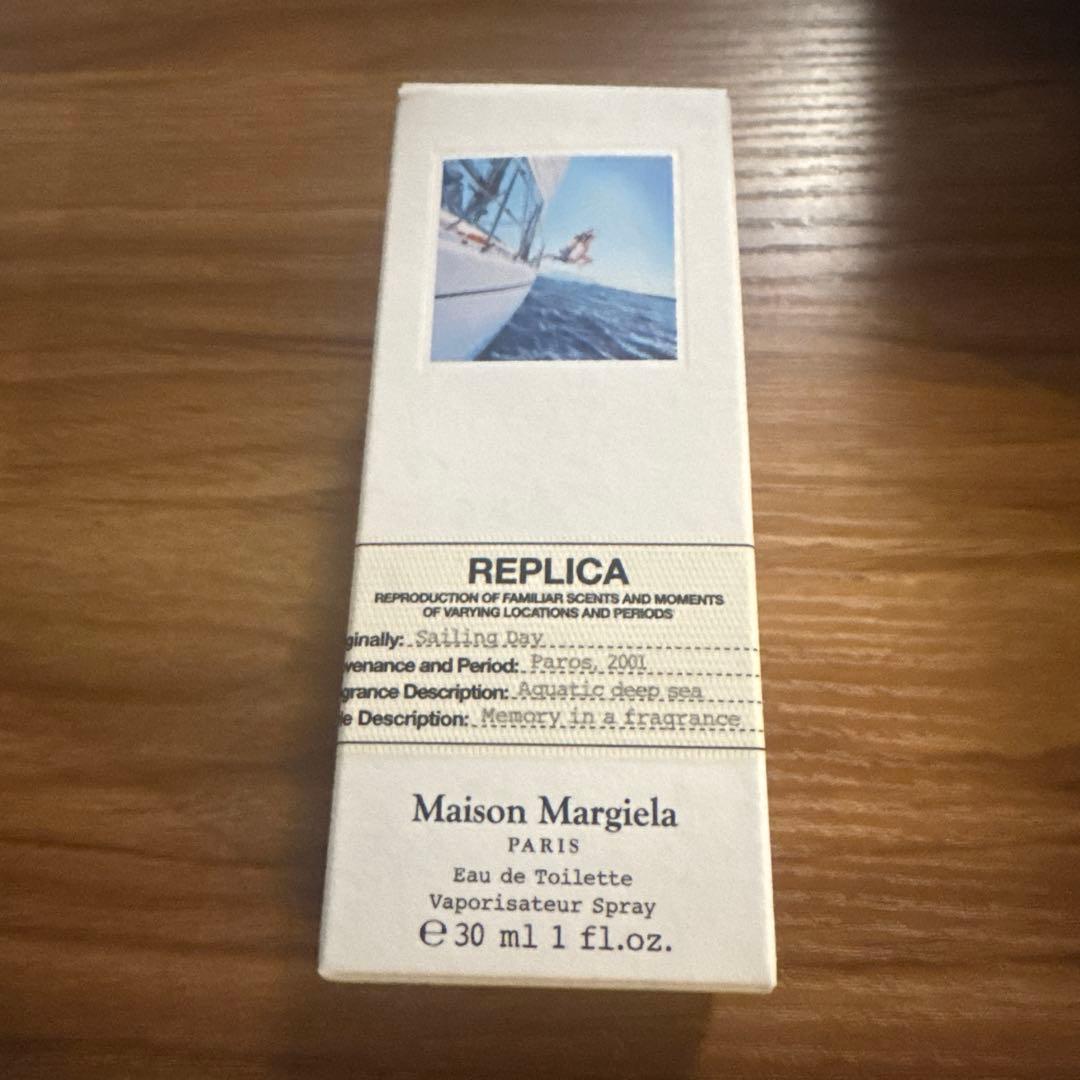 REPLICA
REPRODUCTION OF FAMILIAR SCENTS AND MOMENTS
OF VARYING LOCATIONS AND PERIODS
ginally: Sailing Day
venance and Period: Paros, 2001
grance Description: Aquatic deep sea
le Description: Memory in a fragrance
Maison Margiela
PARIS
Eau de Toilette
Vaporisateur Spray
℮ 30 ml 1 fl.oz.